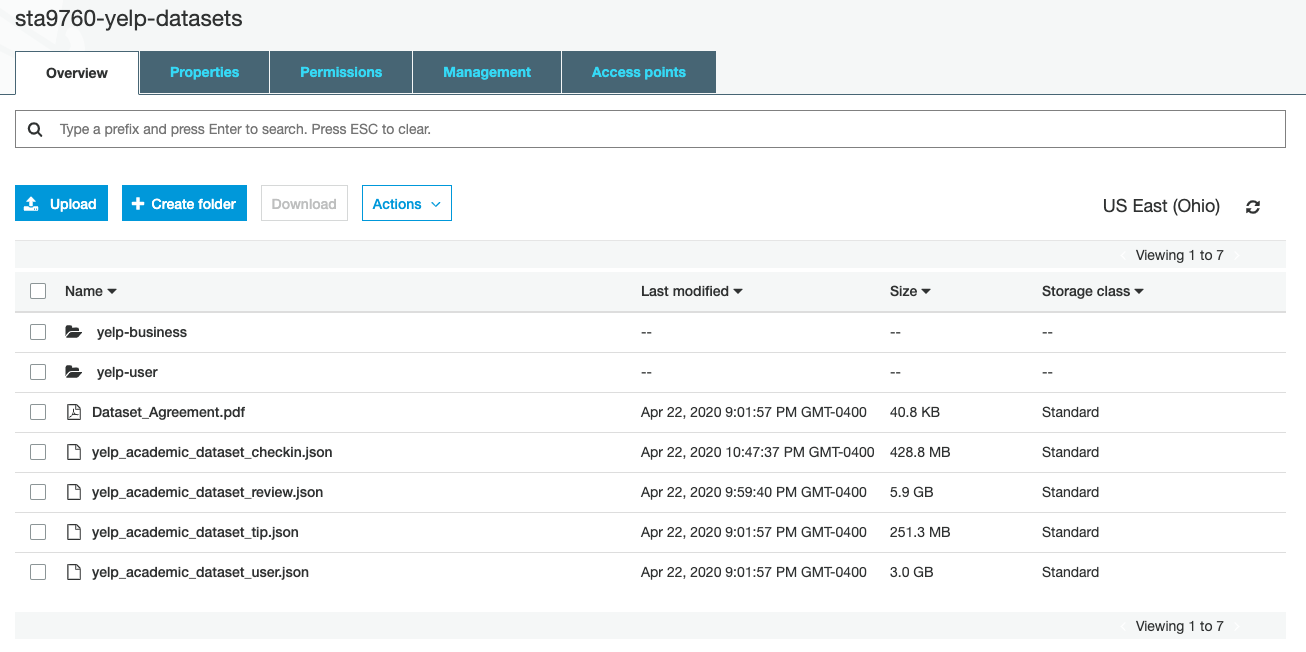 sta9760-yelp-datasets
Overview Properties Permissions Management Access points
Type a prefix and press Enter to search. Press ESC to clear.
Upload Create folder Download Actions US East (Ohio)
Viewing 1 to 7
Name Last modified Size Storage class
yelp-business -- -- --
yelp-user -- -- --
Dataset_Agreement.pdf Apr 22, 2020 9:01:57 PM GMT-0400 40.8 KB Standard
yelp_academic_dataset_checkin.json Apr 22, 2020 10:47:37 PM GMT-0400 428.8 MB Standard
yelp_academic_dataset_review.json Apr 22, 2020 9:59:40 PM GMT-0400 5.9 GB Standard
yelp_academic_dataset_tip.json Apr 22, 2020 9:01:57 PM GMT-0400 251.3 MB Standard
yelp_academic_dataset_user.json Apr 22, 2020 9:01:57 PM GMT-0400 3.0 GB Standard
Viewing 1 to 7